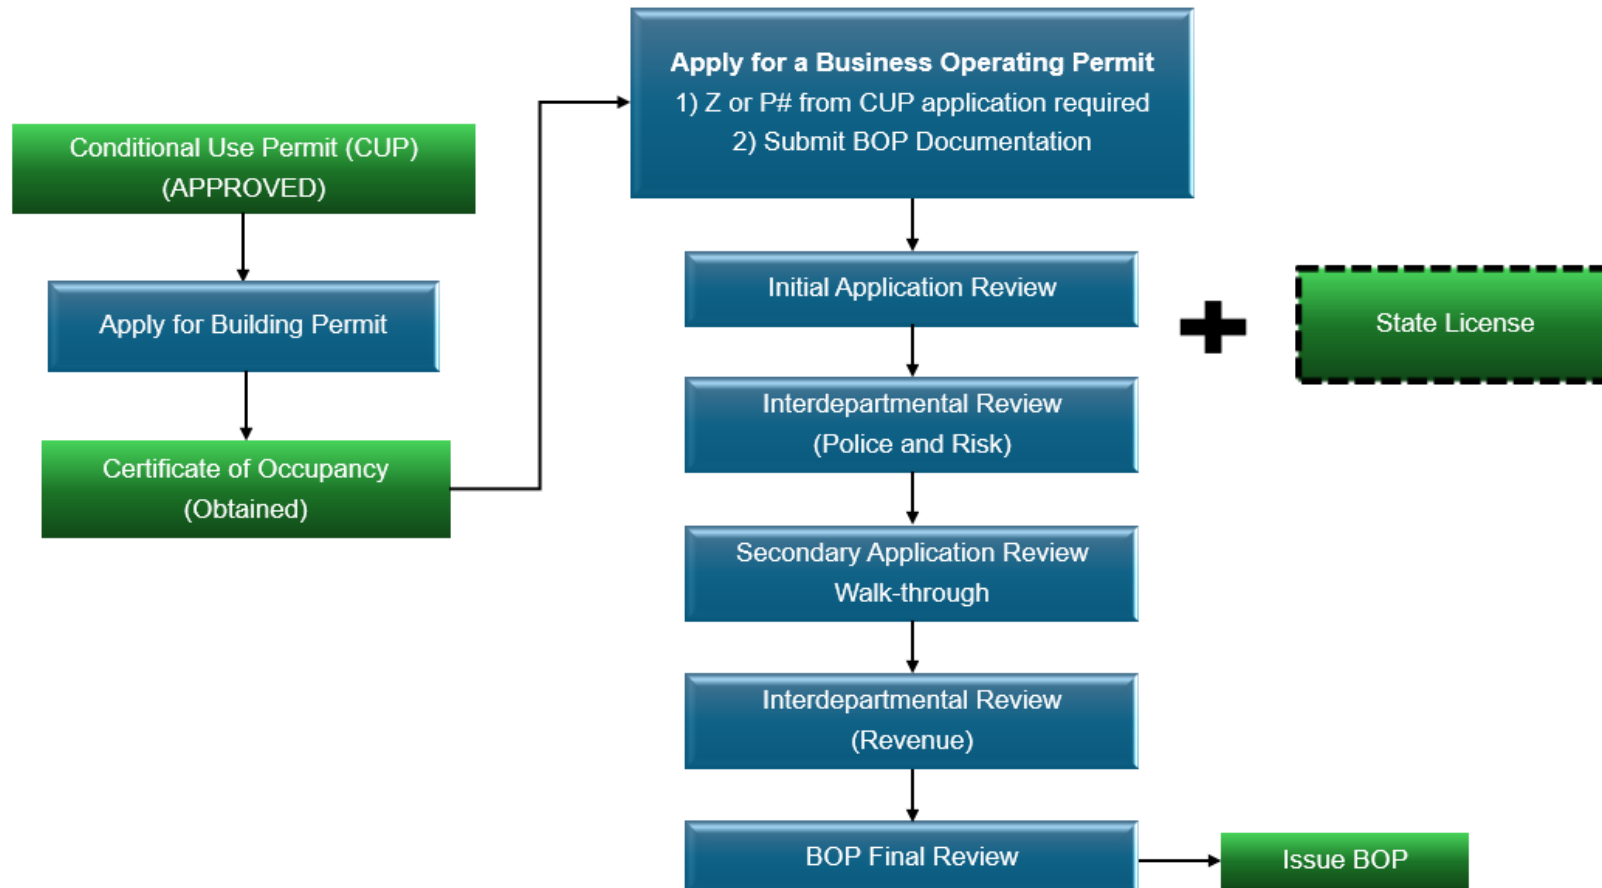 Conditional Use Permit (CUP)
(APPROVED)
Apply for Building Permit
Certificate of Occupancy
(Obtained)
Apply for a Business Operating Permit
1) Z or P# from CUP application required
2) Submit BOP Documentation
Initial Application Review
Interdepartmental Review
(Police and Risk)
Secondary Application Review
Walk-through
Interdepartmental Review
(Revenue)
BOP Final Review
Issue BOP
State License